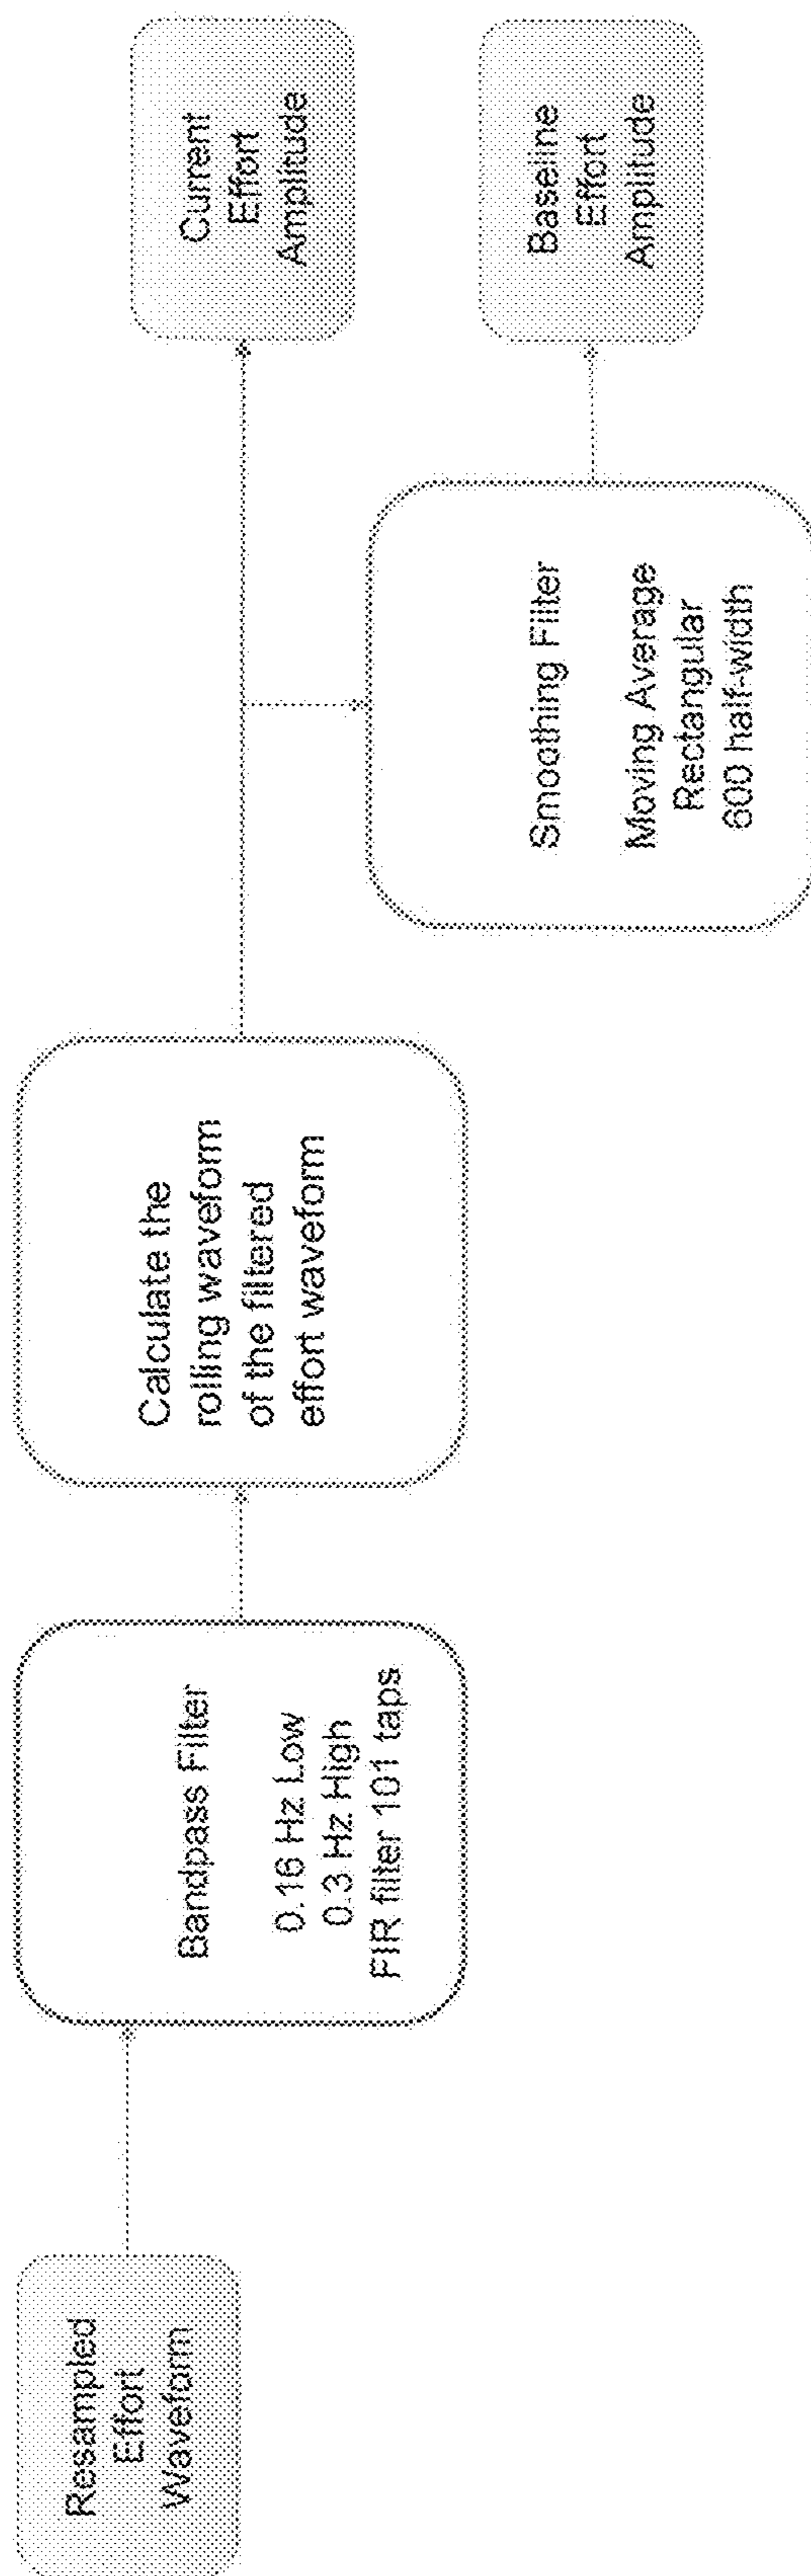 Resampled
Effort
Waveform
Bandpass Filter
0.16 Hz Low
0.3 Hz High
FIR filter 101 taps
Calculate the
rolling waveform
of the filtered
effort waveform
Smoothing Filter
Moving Average
Rectangular
600 half-width
Current
Effort
Amplitude
Baseline
Effort
Amplitude